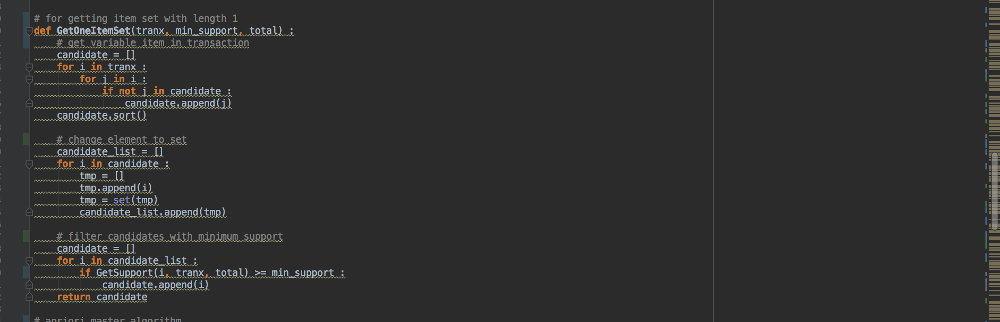 # for getting item set with length 1
def GetOneItemSet(tranx, min_support, total) :
    # get variable item in transaction
    candidate = []
    for i in tranx :
        for j in i :
            if not j in candidate :
                candidate.append(j)
    candidate.sort()

    # change element to set
    candidate_list = []
    for i in candidate :
        tmp = []
        tmp.append(i)
        tmp = set(tmp)
        candidate_list.append(tmp)

    # filter candidates with minimum support
    candidate = []
    for i in candidate_list :
        if GetSupport(i, tranx, total) >= min_support :
            candidate.append(i)
    return candidate

# apriori master algorithm